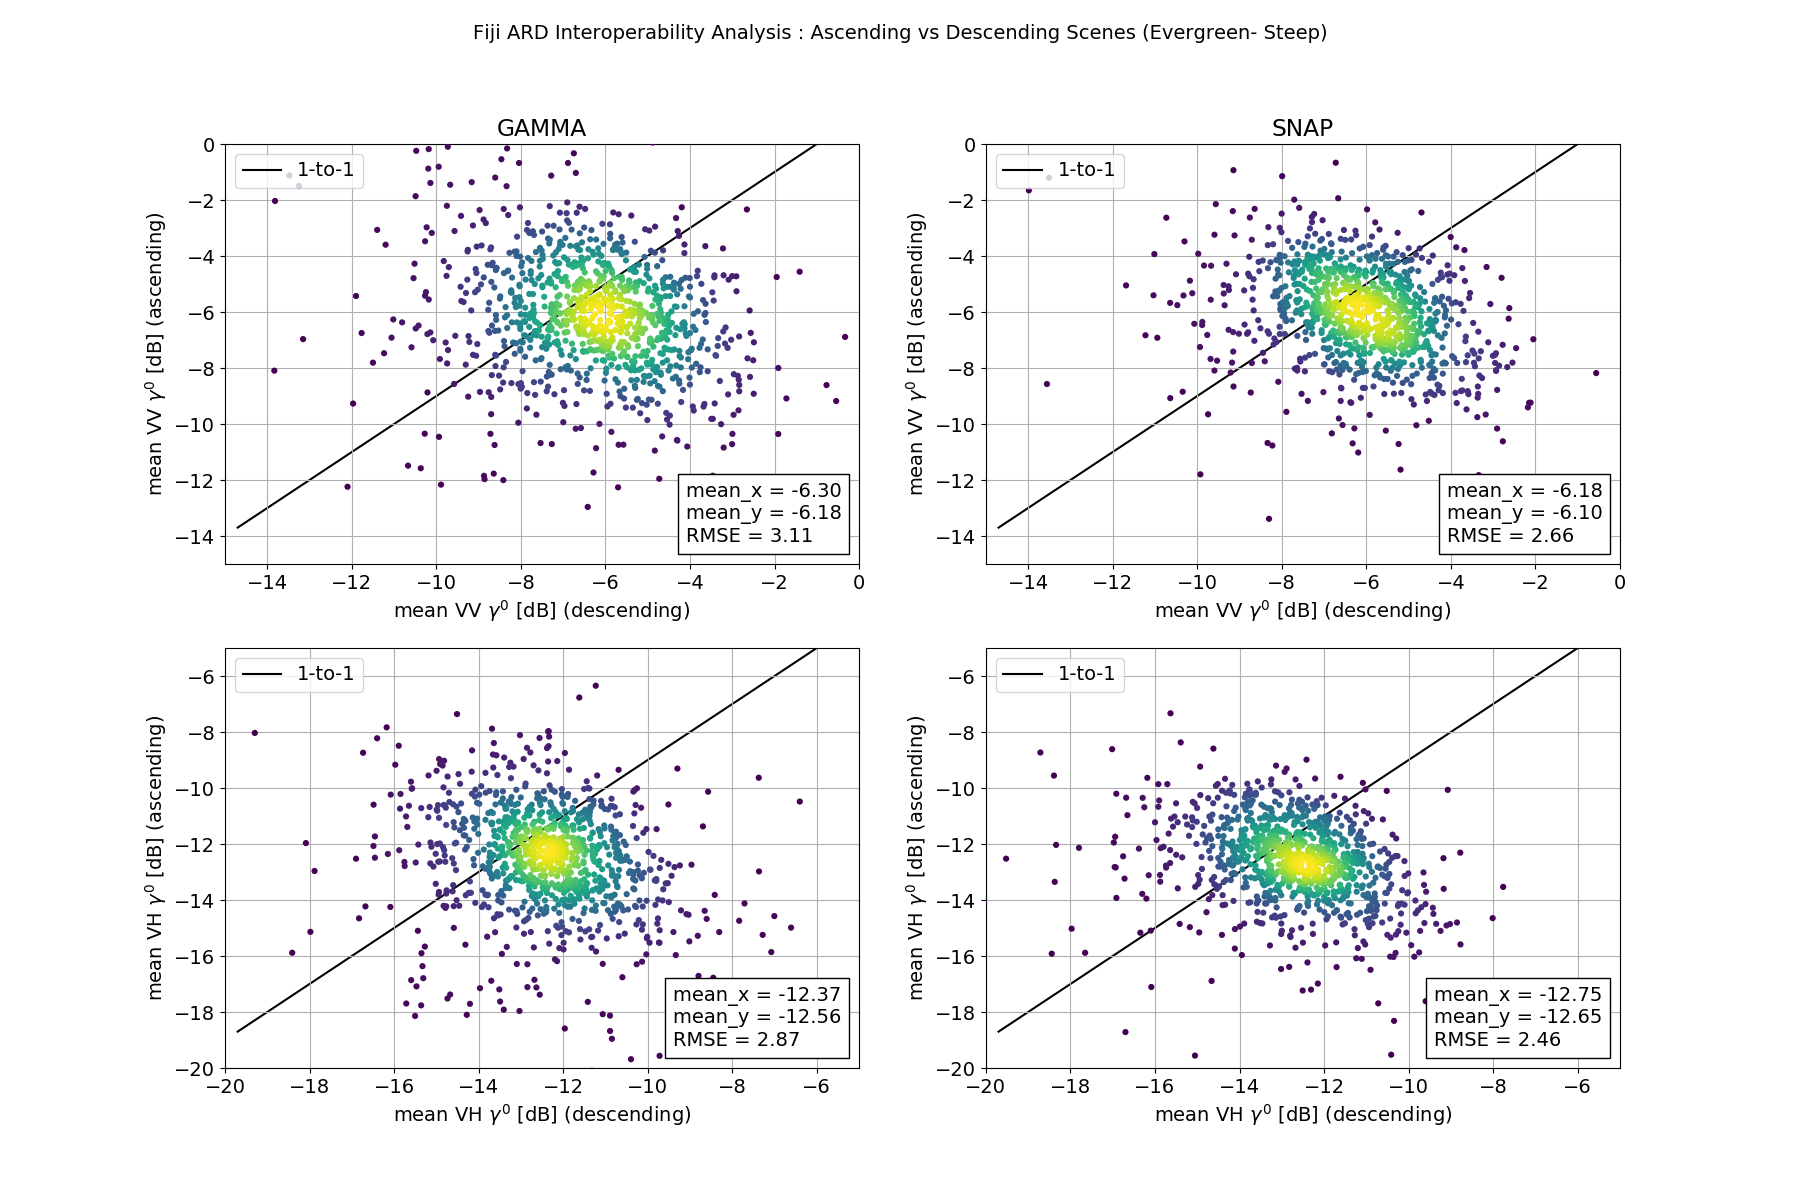 Fiji ARD Interoperability Analysis : Ascending vs Descending Scenes (Evergreen- Steep)
GAMMA
1-to-1
0
−2
−4
−6
−8
−10
−12
−14
mean VV γ⁰ [dB] (ascending)
mean_x = -6.30
mean_y = -6.18
RMSE = 3.11
−14 −12 −10 −8 −6 −4 −2 0
mean VV γ⁰ [dB] (descending)
SNAP
1-to-1
0
−2
−4
−6
−8
−10
−12
−14
mean VV γ⁰ [dB] (ascending)
mean_x = -6.18
mean_y = -6.10
RMSE = 2.66
−14 −12 −10 −8 −6 −4 −2 0
mean VV γ⁰ [dB] (descending)
1-to-1
−6
−8
−10
−12
−14
−16
−18
−20
mean VH γ⁰ [dB] (ascending)
mean_x = -12.37
mean_y = -12.56
RMSE = 2.87
−20 −18 −16 −14 −12 −10 −8 −6
mean VH γ⁰ [dB] (descending)
1-to-1
−6
−8
−10
−12
−14
−16
−18
−20
mean VH γ⁰ [dB] (ascending)
mean_x = -12.75
mean_y = -12.65
RMSE = 2.46
−20 −18 −16 −14 −12 −10 −8 −6
mean VH γ⁰ [dB] (descending)